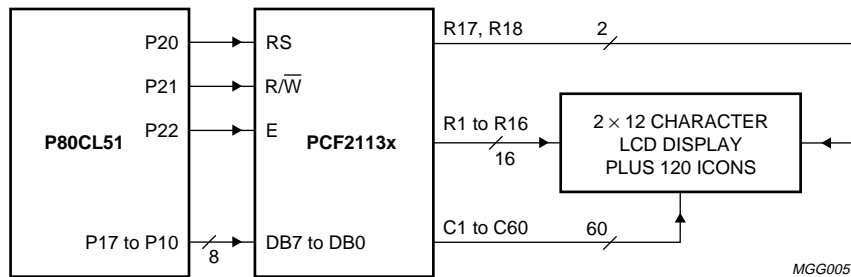 P80CL51
P20
P21
P22
P17 to P10
8
RS
R/W̅
E
DB7 to DB0
PCF2113x
R17, R18
2
R1 to R16
16
C1 to C60
60
2 × 12 CHARACTER
LCD DISPLAY
PLUS 120 ICONS
MGG005